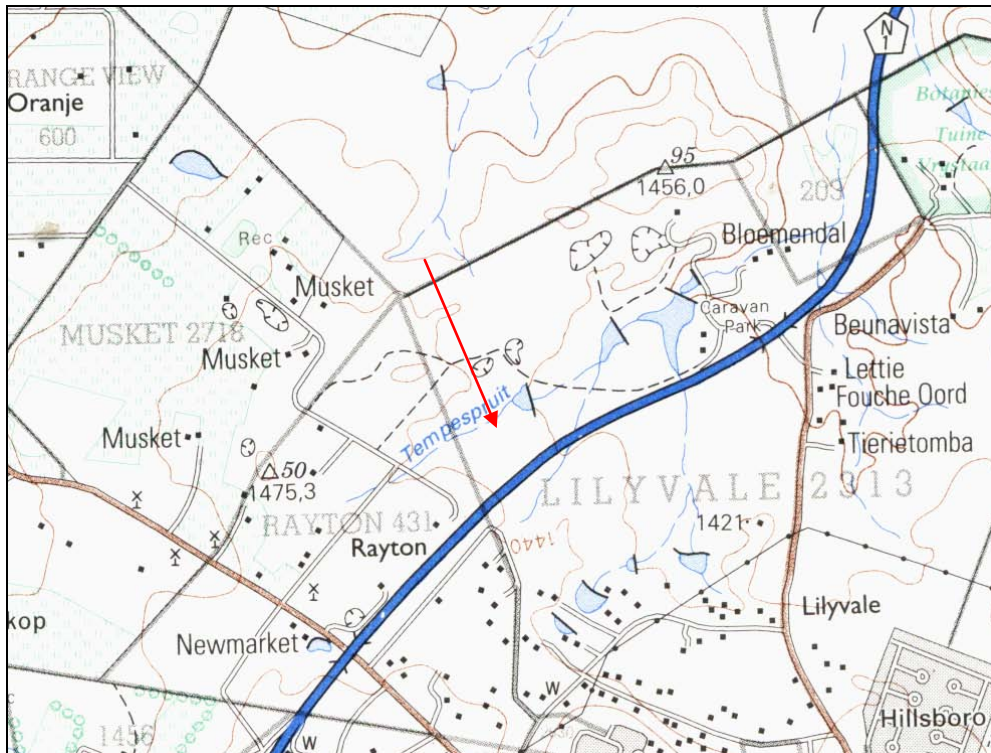 N
1
RANGE VIEW
Oranje
600
Botanies
Tuine
Vrystaat
95
1456,0
203
Rec
Bloemendal
Musket
Caravan
Park
MUSKET 2718
Beunavista
Musket
Lettie
Fouche Oord
Tempespruit
Musket
Tierietomba
50
1475,3
LILYVALE 2313
RAYTON 431
1421
Rayton
1440
Lilyvale
kop
Newmarket
W
Hillsboro
1456
W